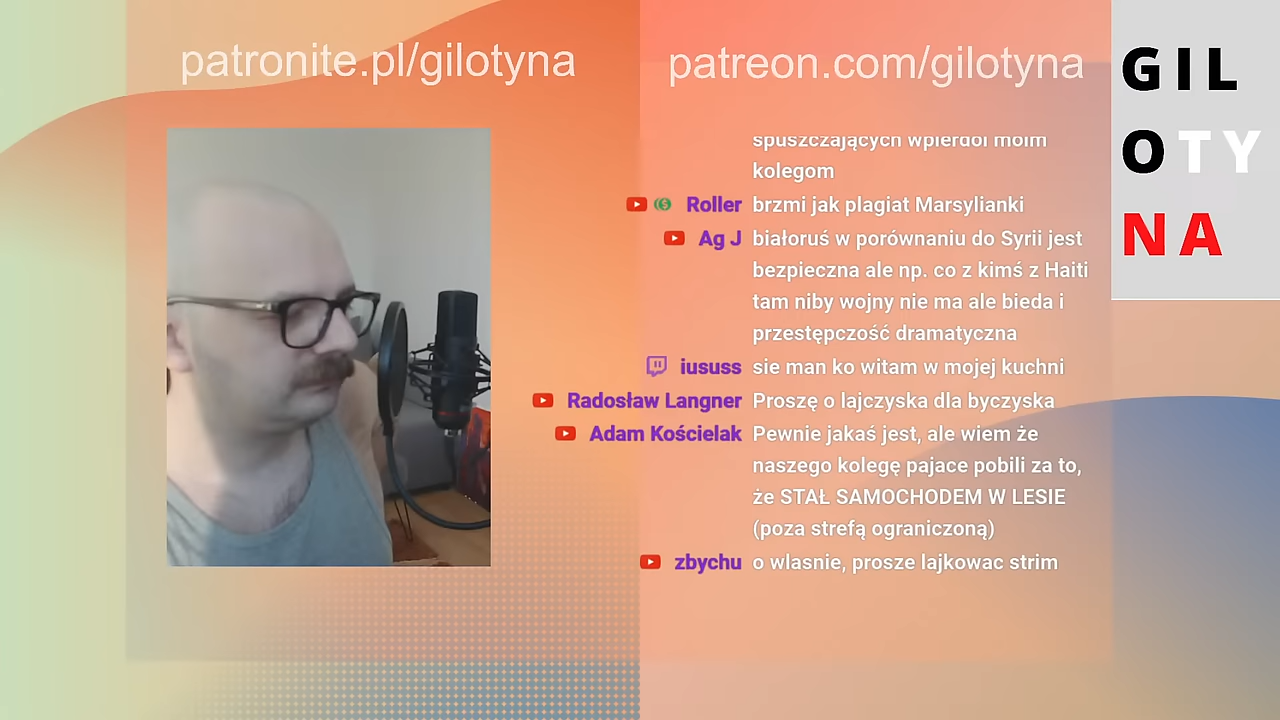 patronite.pl/gilotyna
patreon.com/gilotyna
GIL
OTY
NA
spuszczających wpierdol moim
kolegom
Roller brzmi jak plagiat Marsylianki
Ag J białoruś w porównaniu do Syrii jest
bezpieczna ale np. co z kimś z Haiti
tam niby wojny nie ma ale bieda i
przestępczość dramatyczna
iususs sie man ko witam w mojej kuchni
Radosław Langner Proszę o lajczyska dla byczyska
Adam Kościelak Pewnie jakaś jest, ale wiem że
naszego kolegę pajace pobili za to,
że STAŁ SAMOCHODEM W LESIE
(poza strefą ograniczoną)
zbychu o wlasnie, prosze lajkowac strim